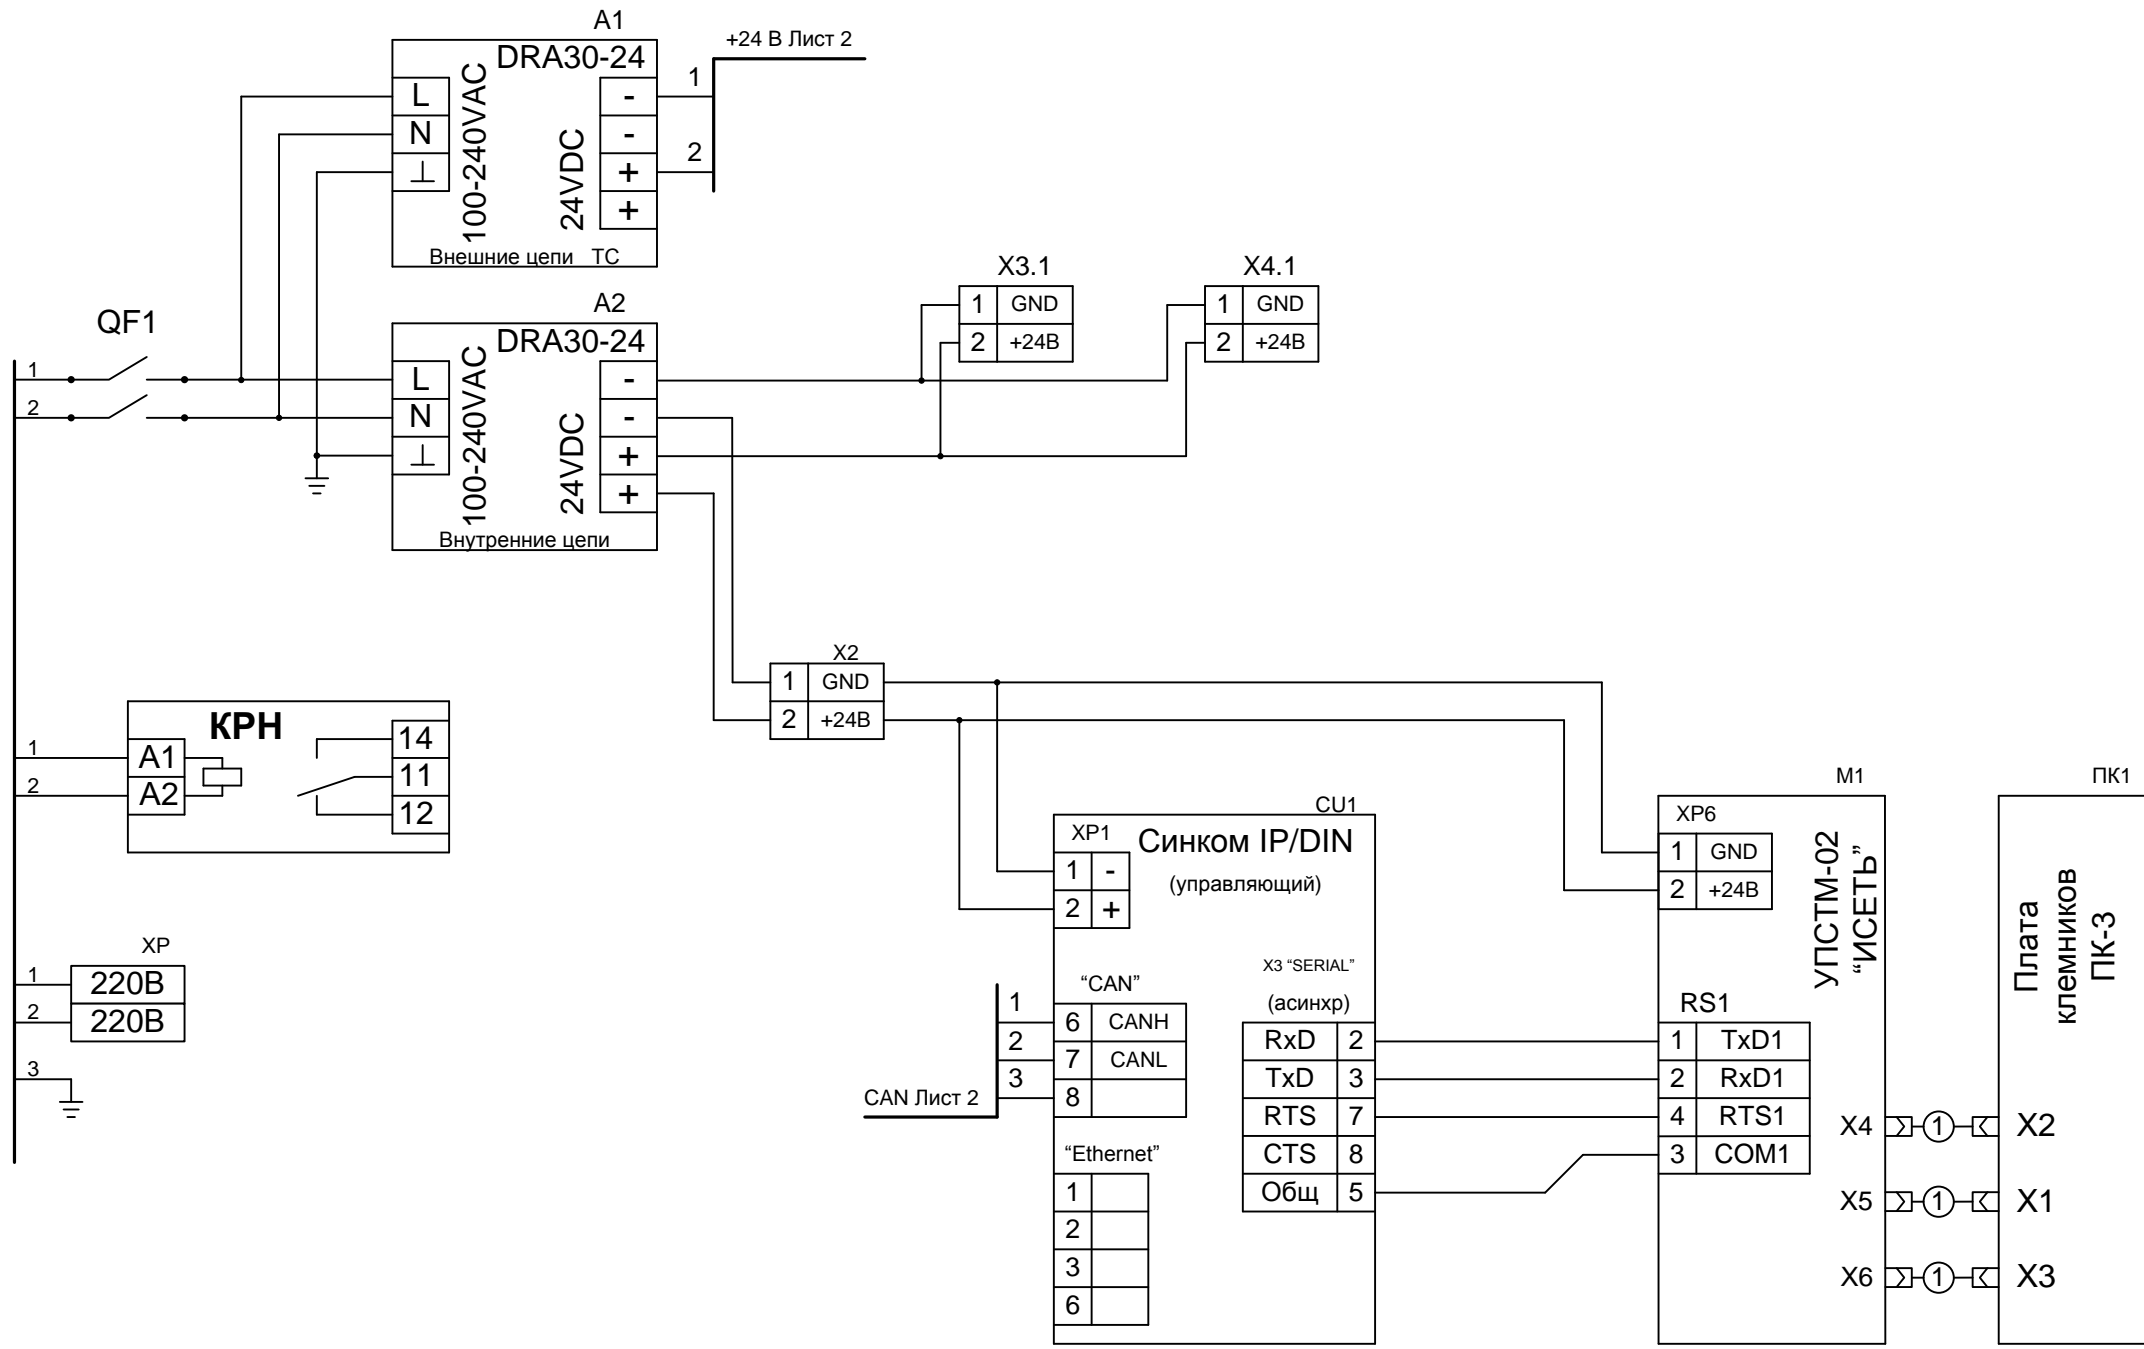 A1
+24 В Лист 2
DRA30-24
L
N
⊥
100-240VAC
24VDC
-
-
+
+
1
2
Внешние цепи ТС
A2
DRA30-24
L
N
⊥
100-240VAC
24VDC
-
-
+
+
Внутренние цепи
QF1
1
2
X3.1
1 GND
2 +24В
X4.1
1 GND
2 +24В
X2
1 GND
2 +24В
КРН
1
2
A1
A2
14
11
12
XP
1
2
3
220В
220В
CU1
XP1
Синком IP/DIN
(управляющий)
1 -
2 +
“CAN”
1
2
3
6 CANH
7 CANL
8
CAN Лист 2
“Ethernet”
1
2
3
6
X3 “SERIAL”
(асинхр)
RxD 2
TxD 3
RTS 7
CTS 8
Общ 5
M1
XP6
1 GND
2 +24В
УПСТМ-02
“ИСЕТЬ”
RS1
1 TxD1
2 RxD1
4 RTS1
3 COM1
X4 1 X2
X5 1 X1
X6 1 X3
ПК1
Плата
клемников
ПК-3